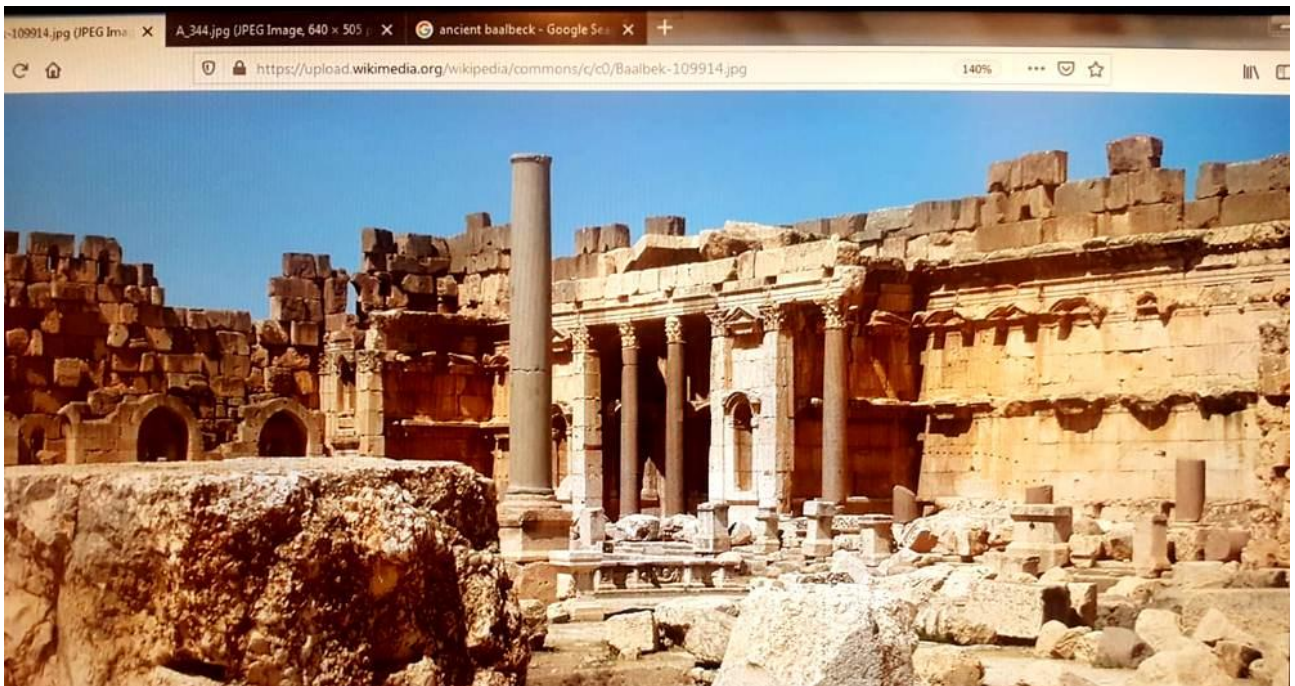 -109914.jpg (JPEG Ima
A_344.jpg (JPEG Image, 640 × 505 p
ancient baalbeck - Google Sea
https://upload.wikimedia.org/wikipedia/commons/c/c0/Baalbek-109914.jpg
140%